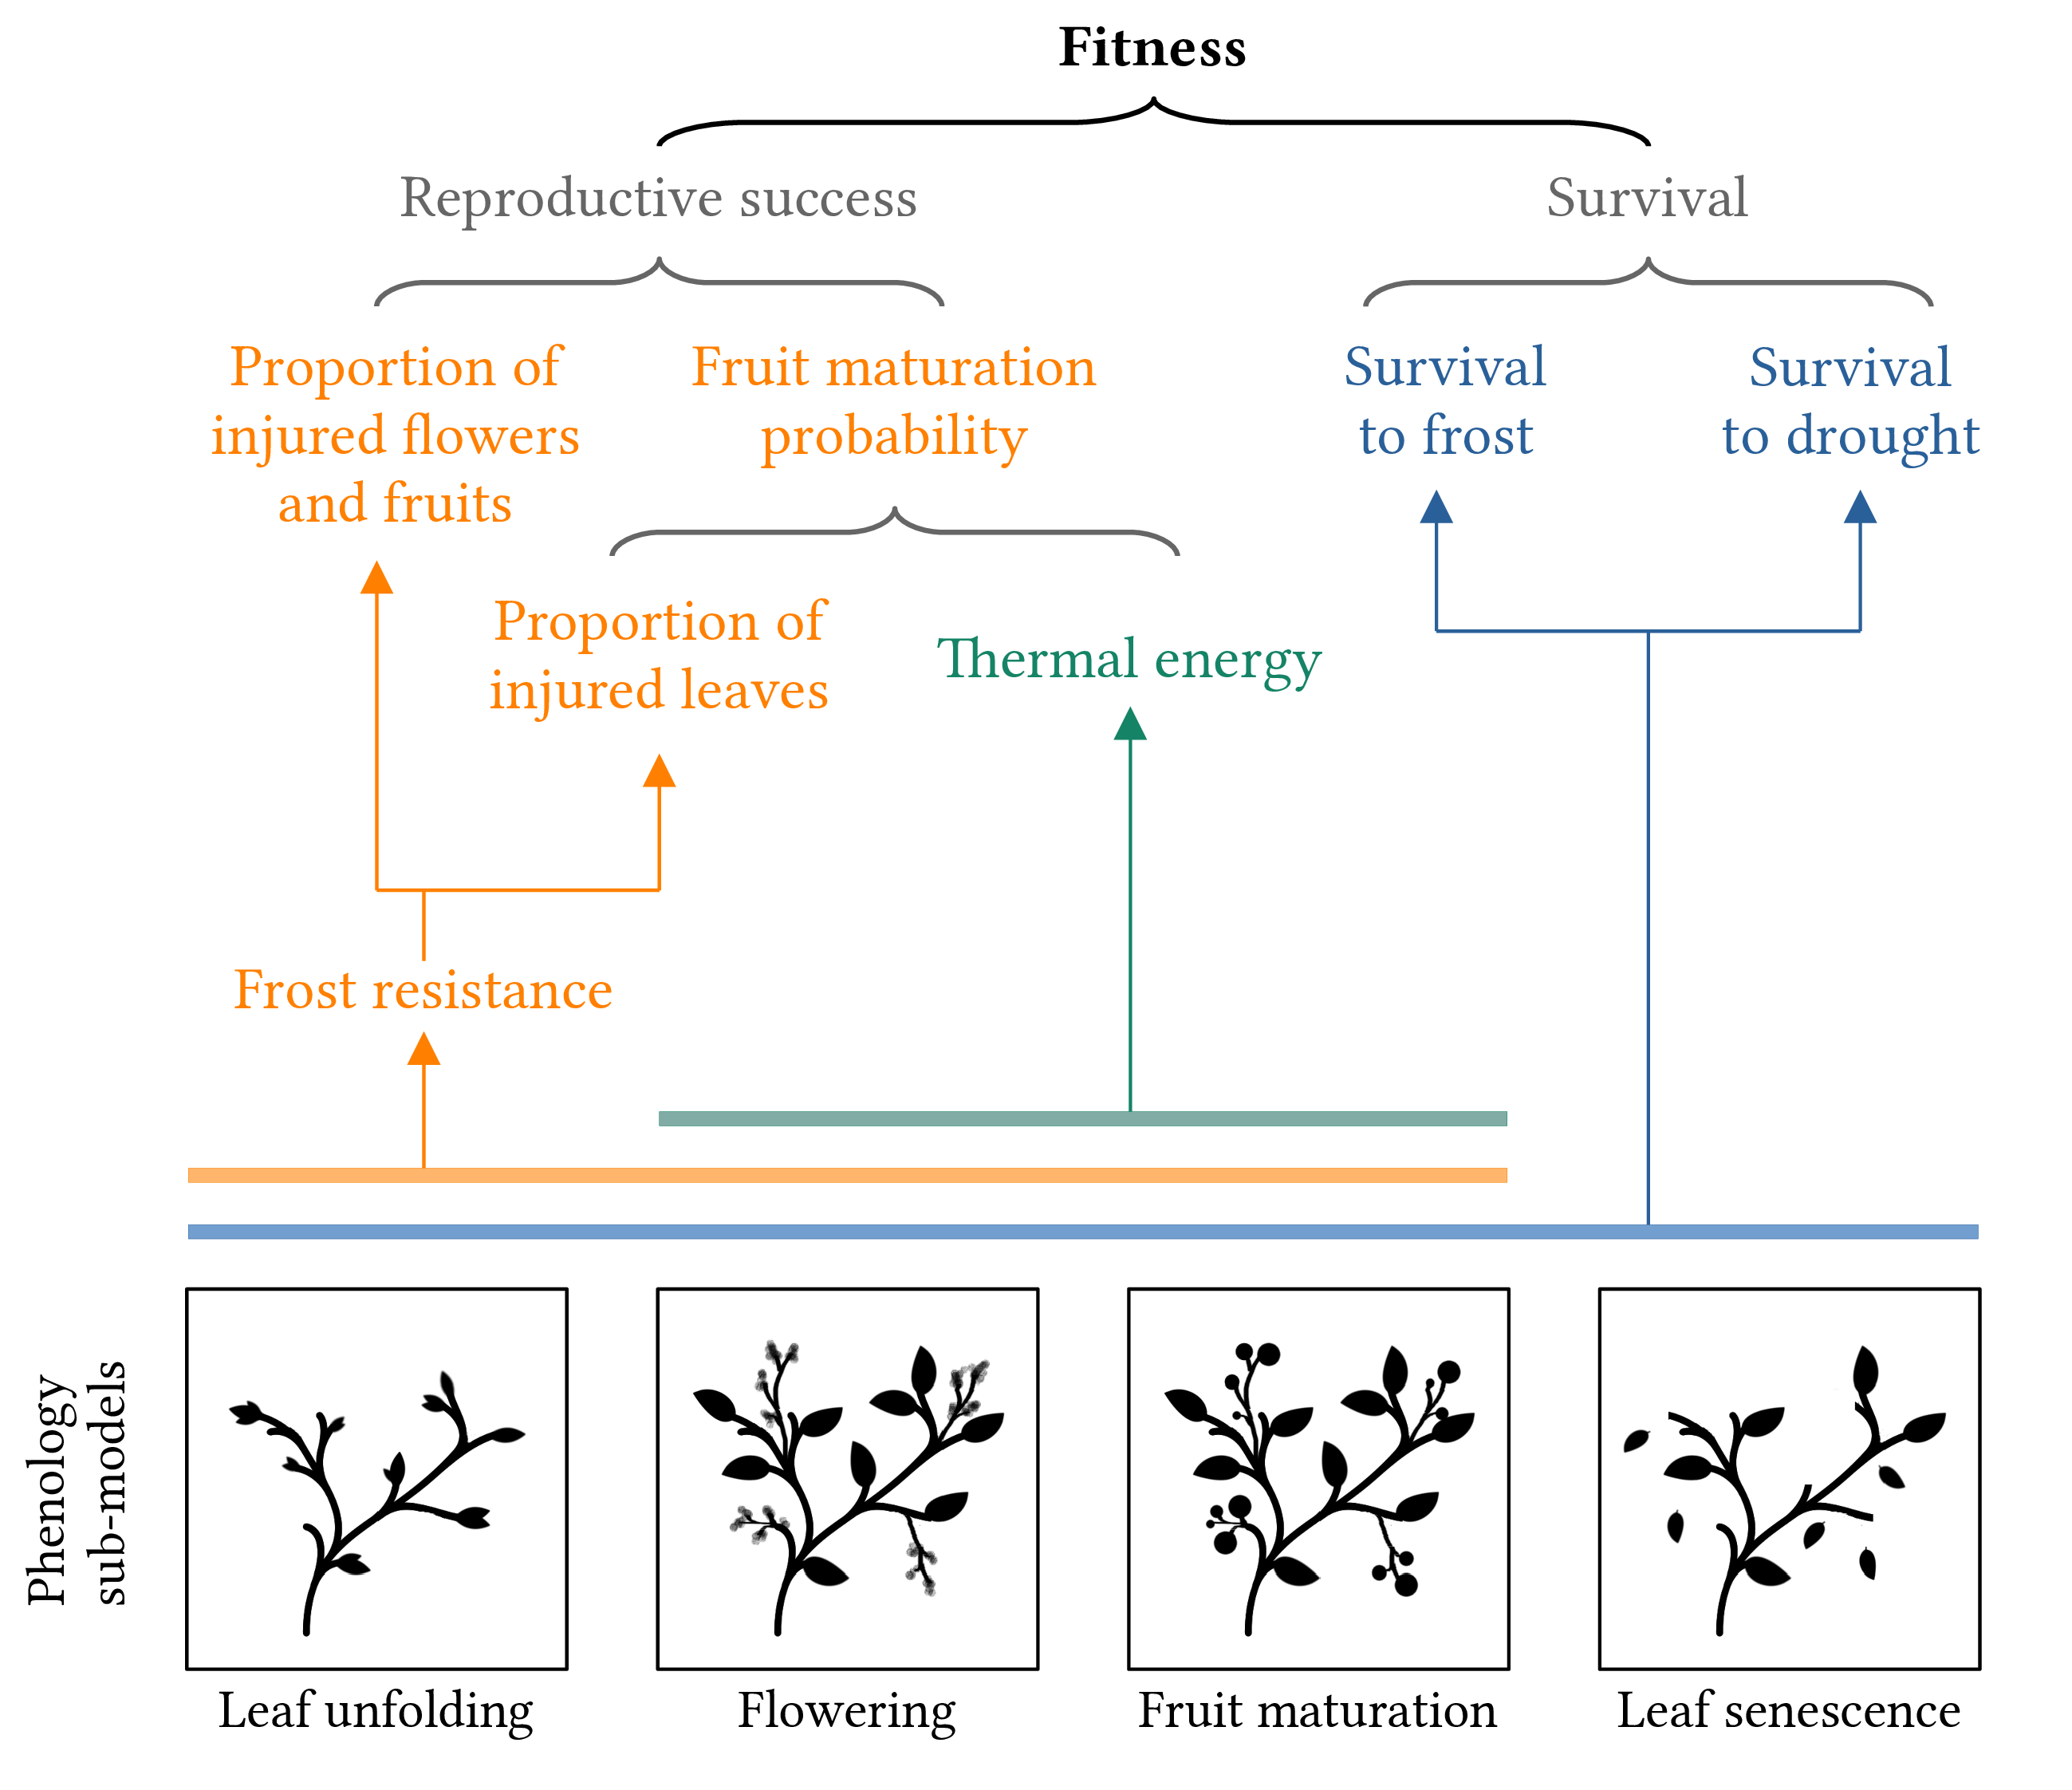 Fitness
Reproductive success
Survival
Proportion of
injured flowers
and fruits
Fruit maturation
probability
Survival
to frost
Survival
to drought
Proportion of
injured leaves
Thermal energy
Frost resistance
Phenology
sub-models
Leaf unfolding
Flowering
Fruit maturation
Leaf senescence